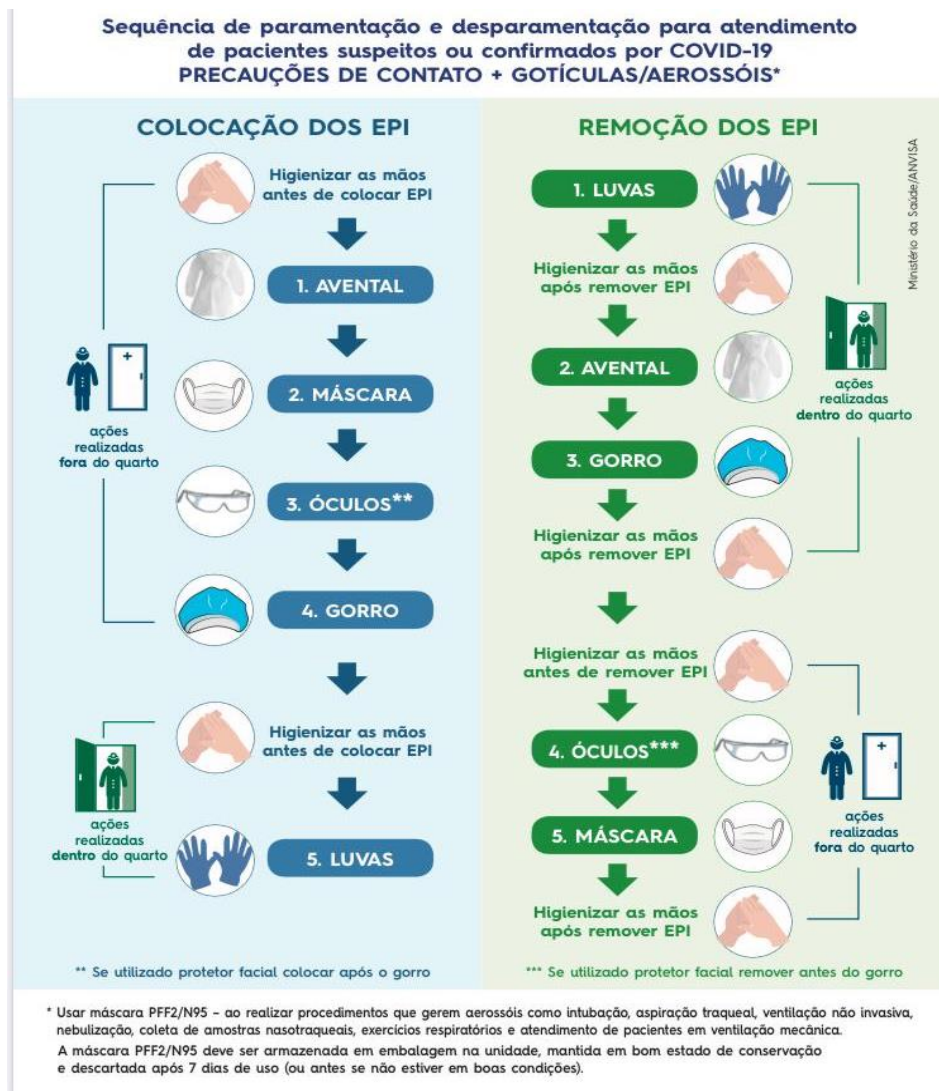 Sequência de paramentação e desparamentação para atendimento
de pacientes suspeitos ou confirmados por COVID-19
PRECAUÇÕES DE CONTATO + GOTÍCULAS/AEROSSÓIS*
COLOCAÇÃO DOS EPI
Higienizar as mãos
antes de colocar EPI
1. AVENTAL
2. MÁSCARA
ações
realizadas
fora do quarto
3. ÓCULOS**
4. GORRO
Higienizar as mãos
antes de colocar EPI
ações
realizadas
dentro do quarto
5. LUVAS
** Se utilizado protetor facial colocar após o gorro
REMOÇÃO DOS EPI
Ministério da Saúde/ANVISA
1. LUVAS
Higienizar as mãos
após remover EPI
2. AVENTAL
ações
realizadas
dentro do quarto
3. GORRO
Higienizar as mãos
após remover EPI
Higienizar as mãos
antes de remover EPI
4. ÓCULOS***
5. MÁSCARA
ações
realizadas
fora do quarto
Higienizar as mãos
após remover EPI
*** Se utilizado protetor facial remover antes do gorro
* Usar máscara PFF2/N95 – ao realizar procedimentos que gerem aerossóis como intubação, aspiração traqueal, ventilação não invasiva,
nebulização, coleta de amostras nasotraqueais, exercícios respiratórios e atendimento de pacientes em ventilação mecânica.
A máscara PFF2/N95 deve ser armazenada em embalagem na unidade, mantida em bom estado de conservação
e descartada após 7 dias de uso (ou antes se não estiver em boas condições).